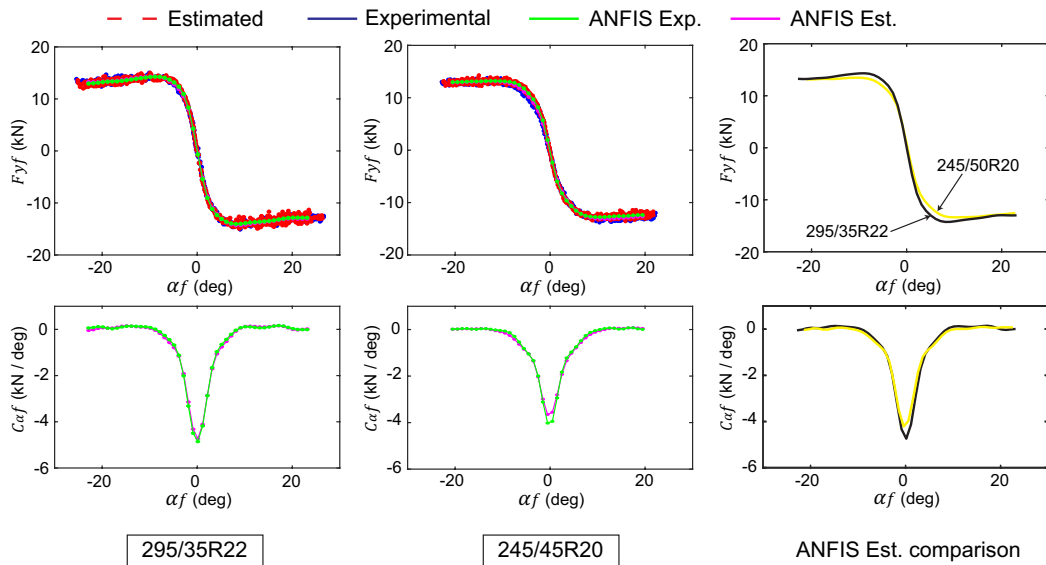 Estimated Experimental ANFIS Exp. ANFIS Est.
20
10
0
-10
-20
Fyf (kN)
-20 0 20
αf (deg)
20
10
0
-10
-20
Fyf (kN)
-20 0 20
αf (deg)
20
10
0
-10
-20
Fyf (kN)
245/50R20
295/35R22
-20 0 20
αf (deg)
0
-2
-4
-6
Cαf (kN / deg)
-20 0 20
αf (deg)
0
-2
-4
-6
Cαf (kN / deg)
-20 0 20
αf (deg)
0
-2
-4
-6
Cαf (kN / deg)
-20 0 20
αf (deg)
295/35R22
245/45R20
ANFIS Est. comparison